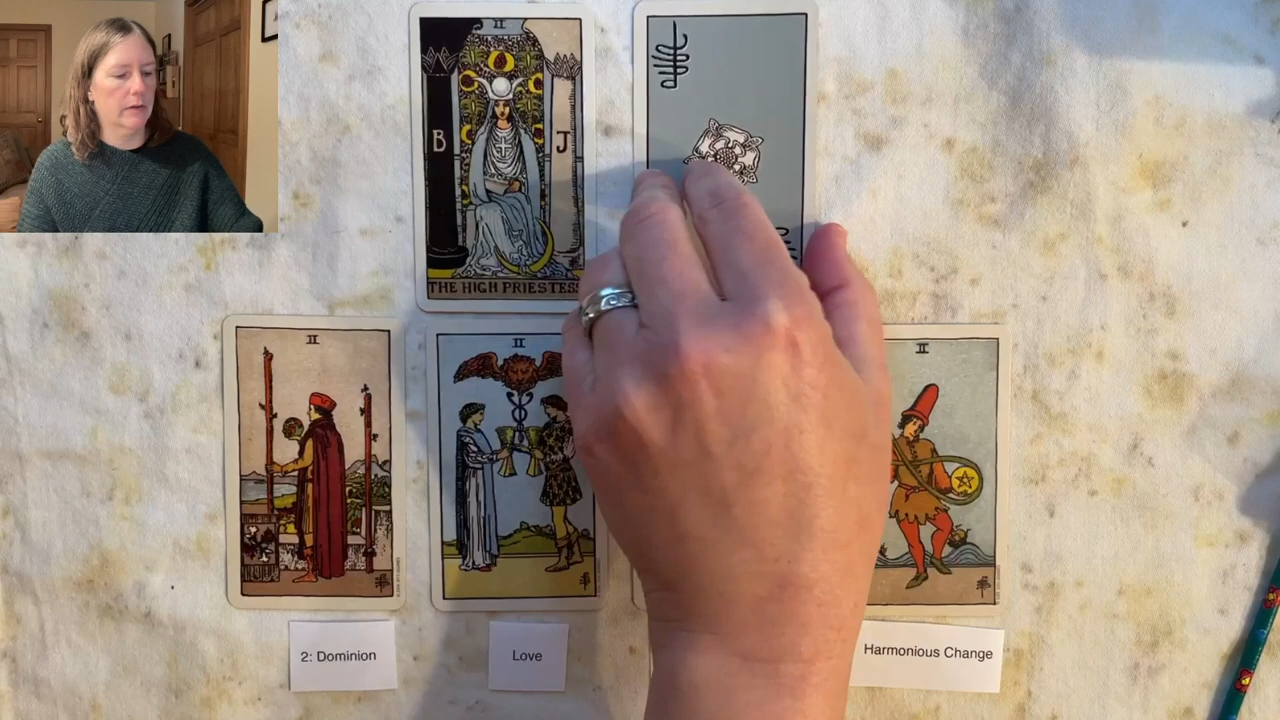 II
B
J
THE HIGH PRIESTESS
II
II
II
2: Dominion
Love
Harmonious Change